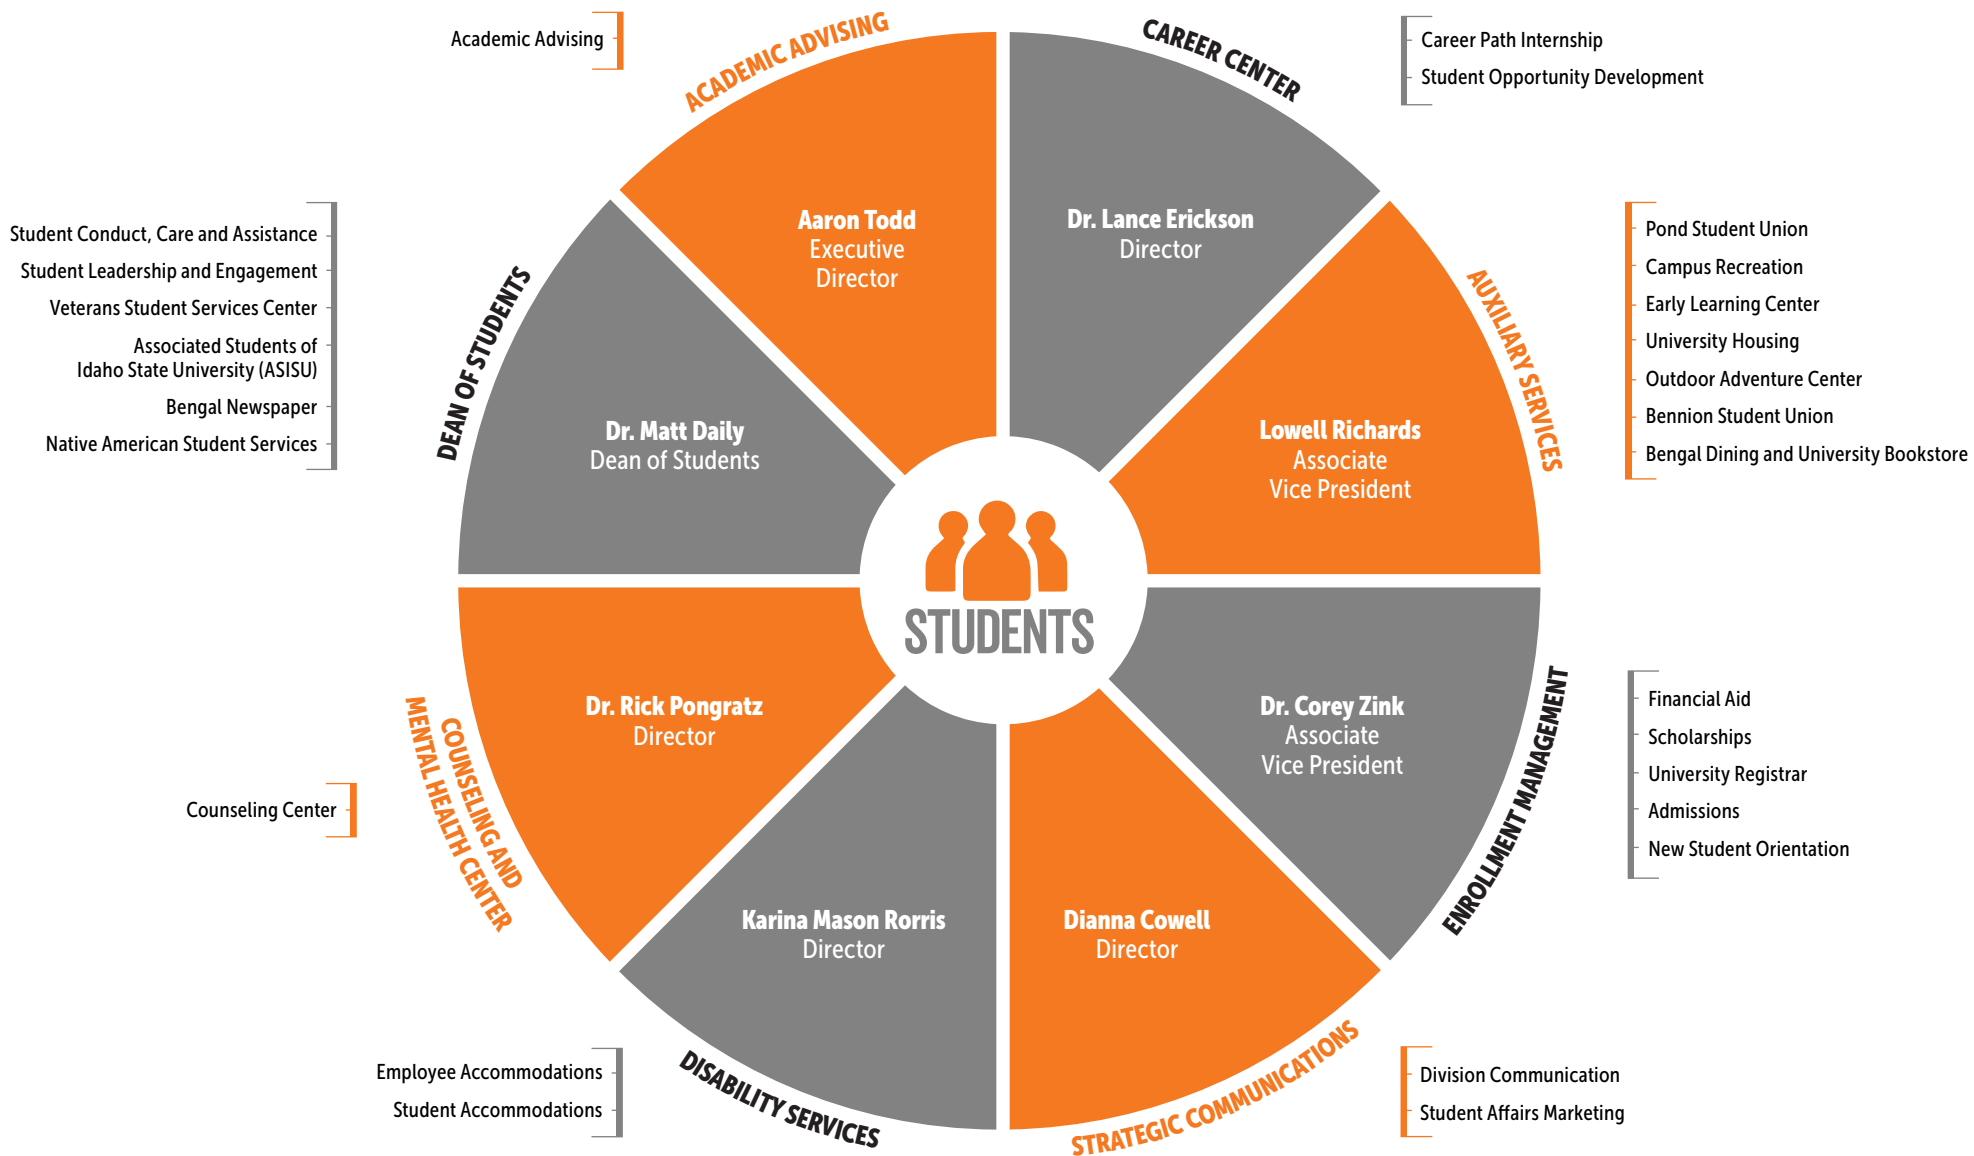 Academic Advising
ACADEMIC ADVISING
Aaron Todd
Executive
Director
CAREER CENTER
Dr. Lance Erickson
Director
Career Path Internship
Student Opportunity Development
AUXILIARY SERVICES
Lowell Richards
Associate
Vice President
Pond Student Union
Campus Recreation
Early Learning Center
University Housing
Outdoor Adventure Center
Bennion Student Union
Bengal Dining and University Bookstore
ENROLLMENT MANAGEMENT
Dr. Corey Zink
Associate
Vice President
Financial Aid
Scholarships
University Registrar
Admissions
New Student Orientation
STRATEGIC COMMUNICATIONS
Dianna Cowell
Director
Division Communication
Student Affairs Marketing
DISABILITY SERVICES
Karina Mason Rorris
Director
Employee Accommodations
Student Accommodations
COUNSELING AND
MENTAL HEALTH CENTER
Dr. Rick Pongratz
Director
Counseling Center
DEAN OF STUDENTS
Dr. Matt Daily
Dean of Students
Student Conduct, Care and Assistance
Student Leadership and Engagement
Veterans Student Services Center
Associated Students of
Idaho State University (ASISU)
Bengal Newspaper
Native American Student Services
STUDENTS